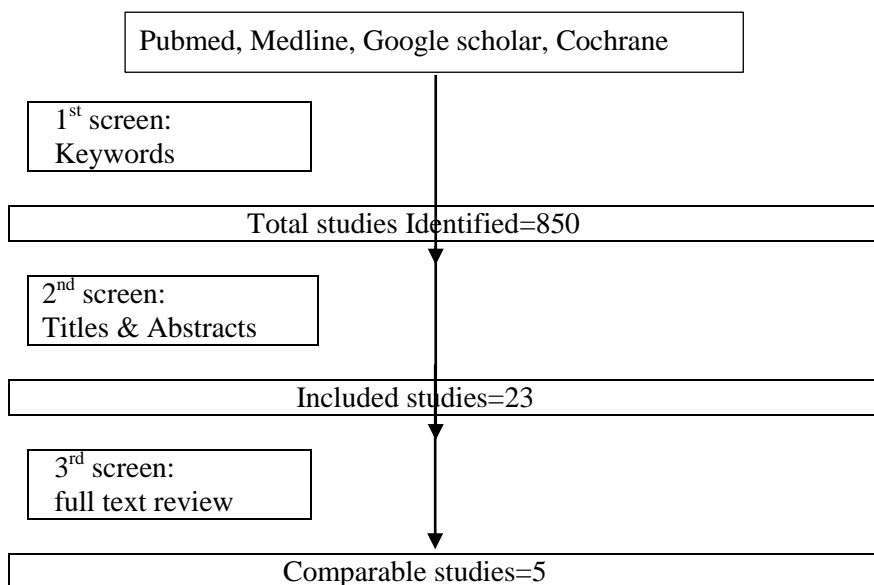 Pubmed, Medline, Google scholar, Cochrane
1st screen:
Keywords
Total studies Identified=850
2nd screen:
Titles & Abstracts
Included studies=23
3rd screen:
full text review
Comparable studies=5